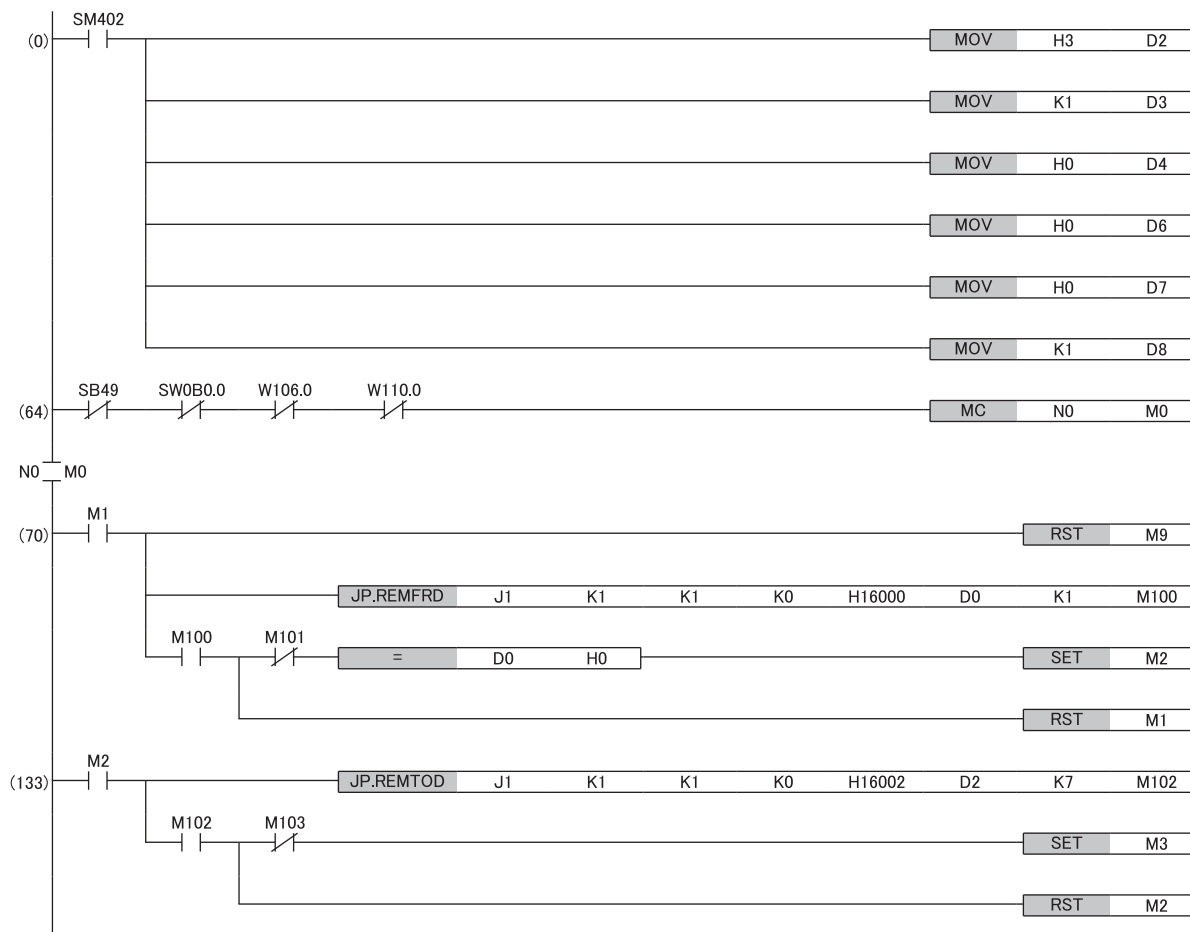 SM402
(0) MOV H3 D2
MOV K1 D3
MOV H0 D4
MOV H0 D6
MOV H0 D7
MOV K1 D8
SB49 SW0B0.0 W106.0 W110.0
(64) MC N0 M0
N0 M0
M1
(70) RST M9
JP.REMFRD J1 K1 K1 K0 H16000 D0 K1 M100
M100 M101
= D0 H0 SET M2
RST M1
M2
(133) JP.REMTOD J1 K1 K1 K0 H16002 D2 K7 M102
M102 M103
SET M3
RST M2